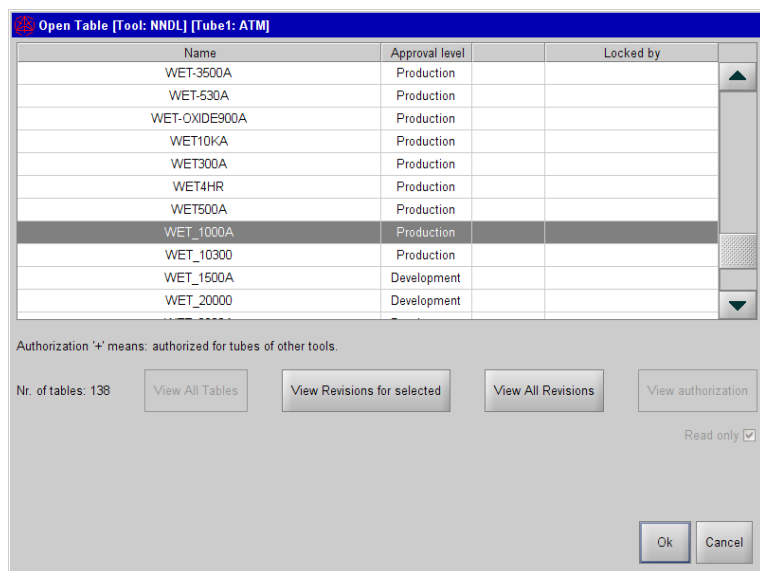 Open Table [Tool: NNDL] [Tube1: ATM]
Name Approval level Locked by
WET-3500A Production
WET-530A Production
WET-OXIDE900A Production
WET10KA Production
WET300A Production
WET4HR Production
WET500A Production
WET_1000A Production
WET_10300 Production
WET_1500A Development
WET_20000 Development
Authorization '+' means: authorized for tubes of other tools.
Nr. of tables: 138 View All Tables View Revisions for selected View All Revisions View authorization
Read only
Ok Cancel